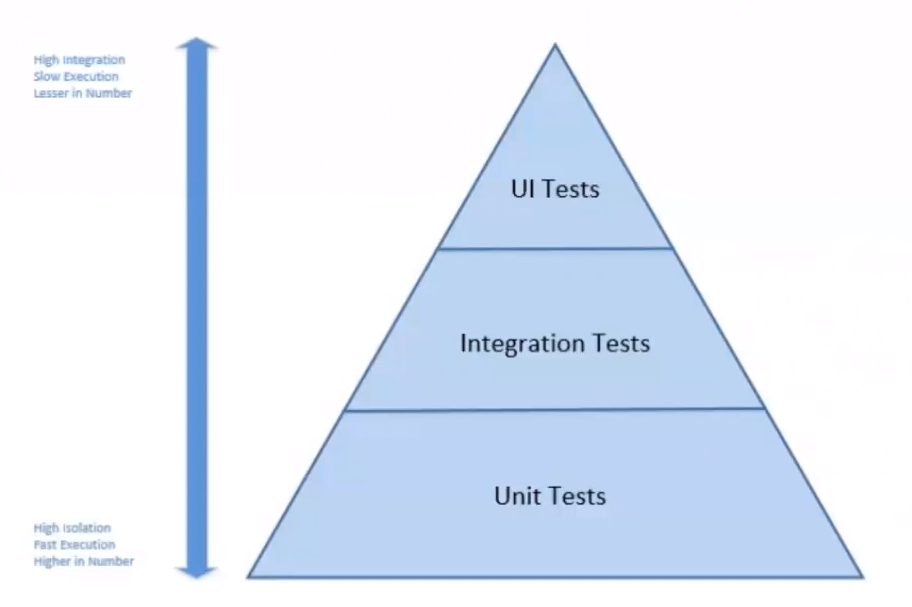 High Integration
Slow Execution
Lesser in Number
UI Tests
Integration Tests
Unit Tests
High Isolation
Fast Execution
Higher in Number